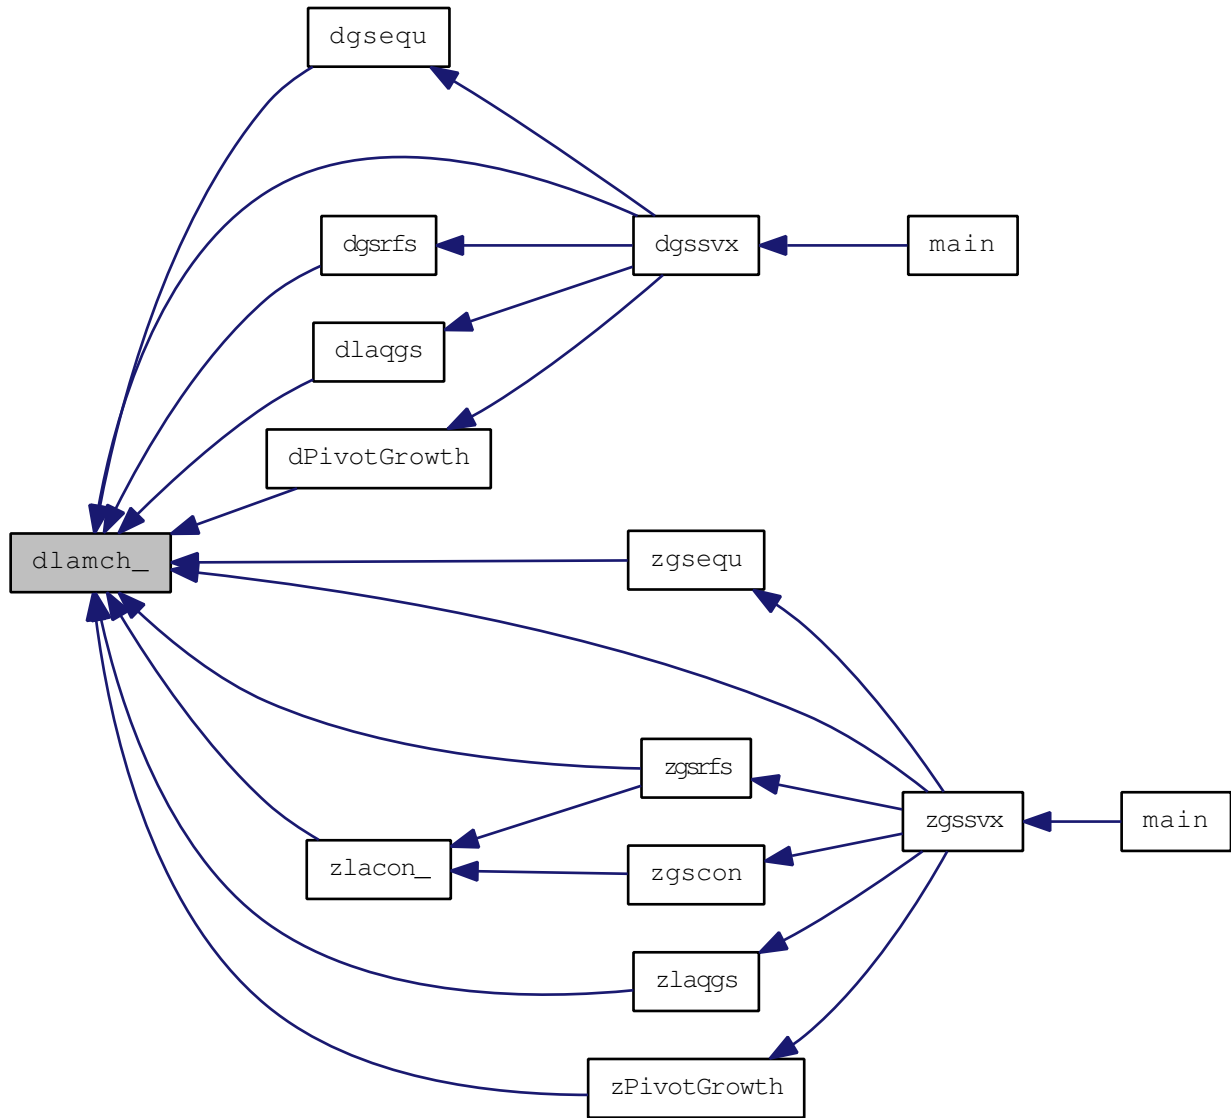 dgsequ
dgsrfs
dgssvx
main
dlaqgs
dPivotGrowth
dlamch_
zgsequ
zgsrfs
zgssvx
main
zlacon_
zgscon
zlaqgs
zPivotGrowth